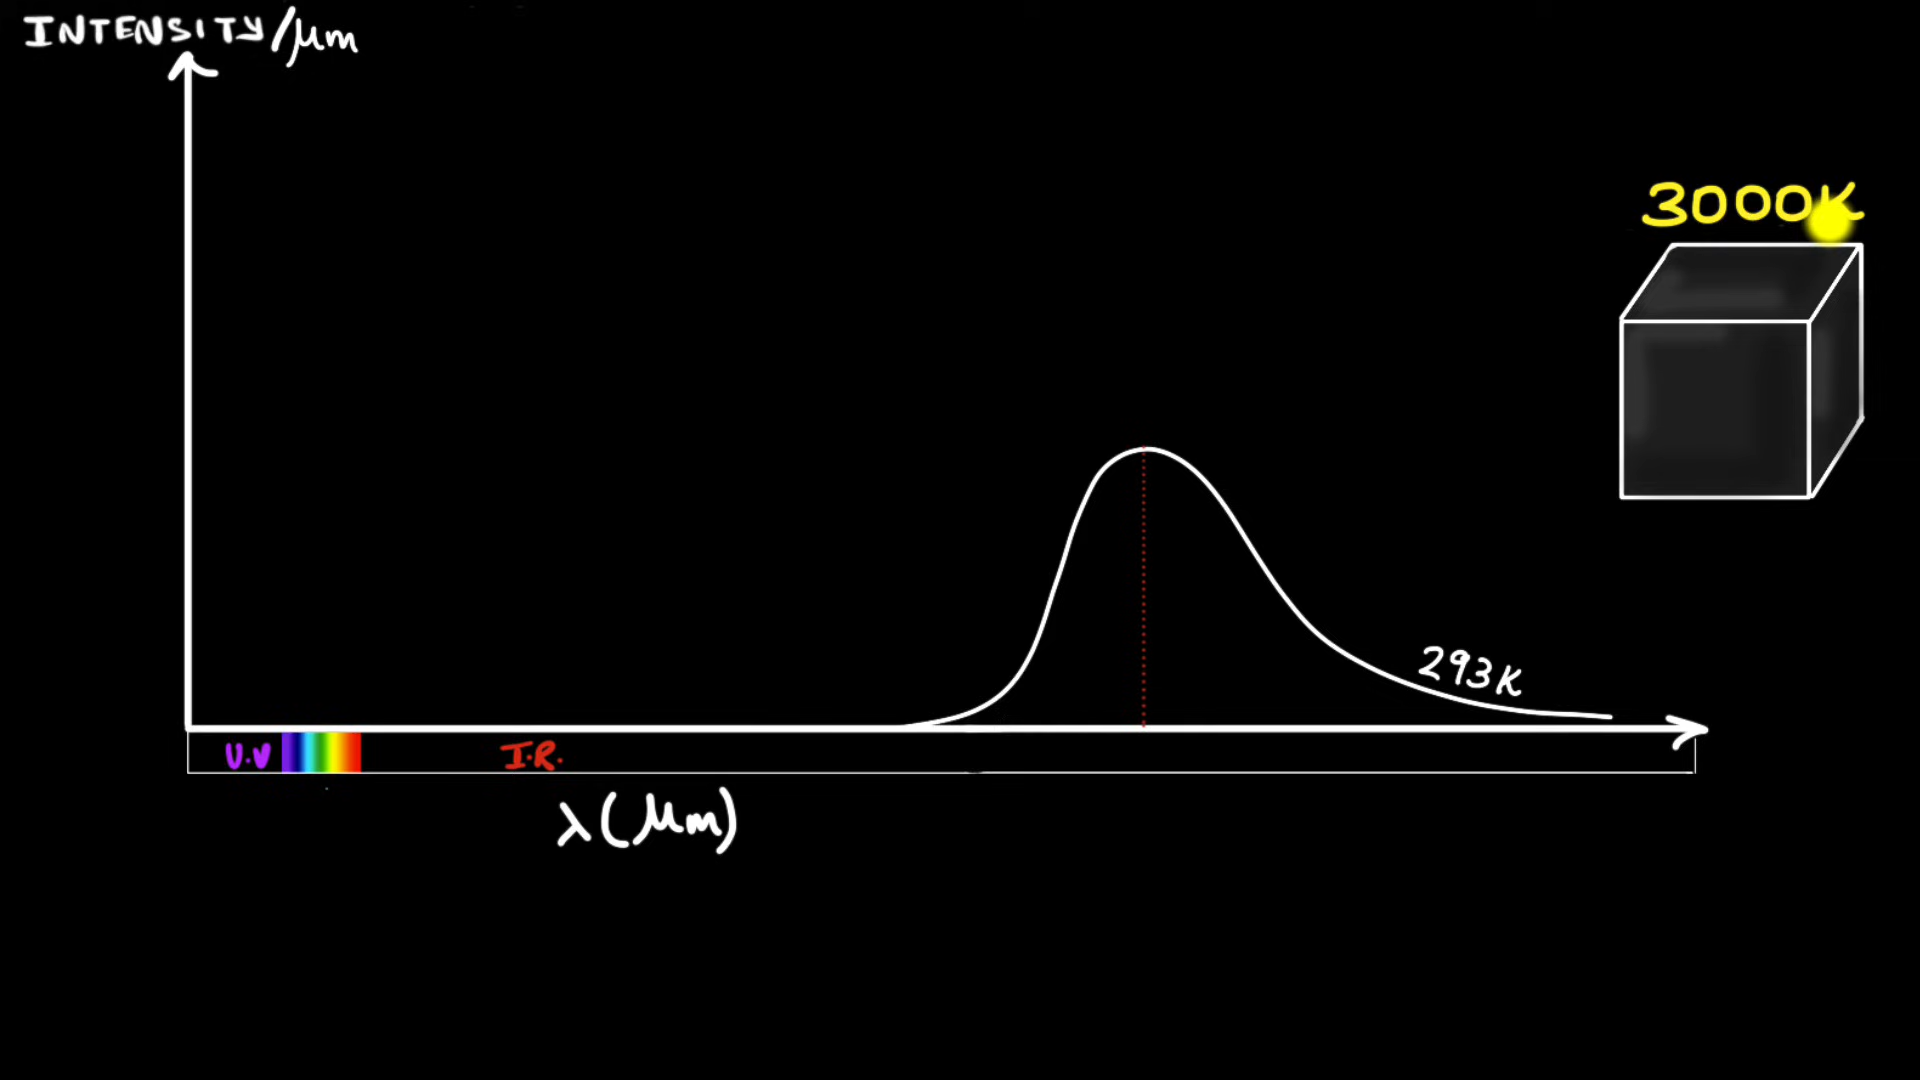 INTENSITY/μm
3000K
293K
U.V
I.R.
λ(μm)